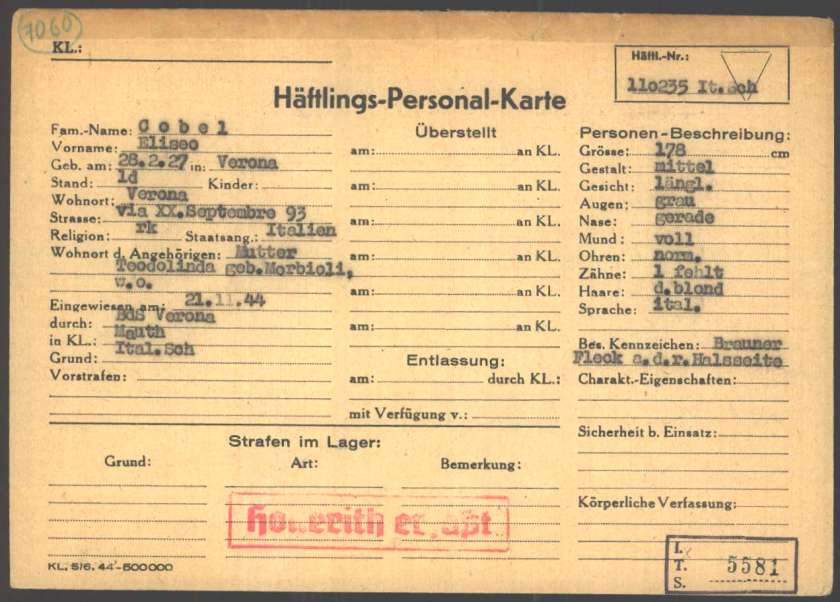 7060
KL.:
Häftl.-Nr.:
110235 It.Sch
Häftlings-Personal-Karte
Fam.-Name: Cobel
Vorname: Eliseo
Geb. am: 28.2.27 in: Verona
Stand: ld Kinder:
Wohnort: Verona
Strasse: via XX.Septembre 93
Religion: rk Staatsang.: Italien
Wohnort d. Angehörigen: Mutter
Teodolinda geb.Morbioli,
w.o.
Eingewiesen am: 21.11.44
durch: BdS Verona
in KL.: Mauth
Grund: Ital.Sch
Vorstrafen:
Überstellt
am: an KL.
am: an KL.
am: an KL.
am: an KL.
am: an KL.
am: an KL.
Entlassung:
am: durch KL.:
mit Verfügung v.:
Personen-Beschreibung:
Grösse: 178 cm
Gestalt: mittel
Gesicht: längl.
Augen: grau
Nase: gerade
Mund: voll
Ohren: norm.
Zähne: 1 fehlt
Haare: d.blond
Sprache: ital.
Bes. Kennzeichen: Brauner
Fleck a.d.r.Halsseite
Charakt.-Eigenschaften:
Sicherheit b. Einsatz:
Körperliche Verfassung:
Strafen im Lager:
Grund: Art: Bemerkung:
Hollerith erfaßt
KL. 5/6. 44-500000
I.
T. 5581
S.